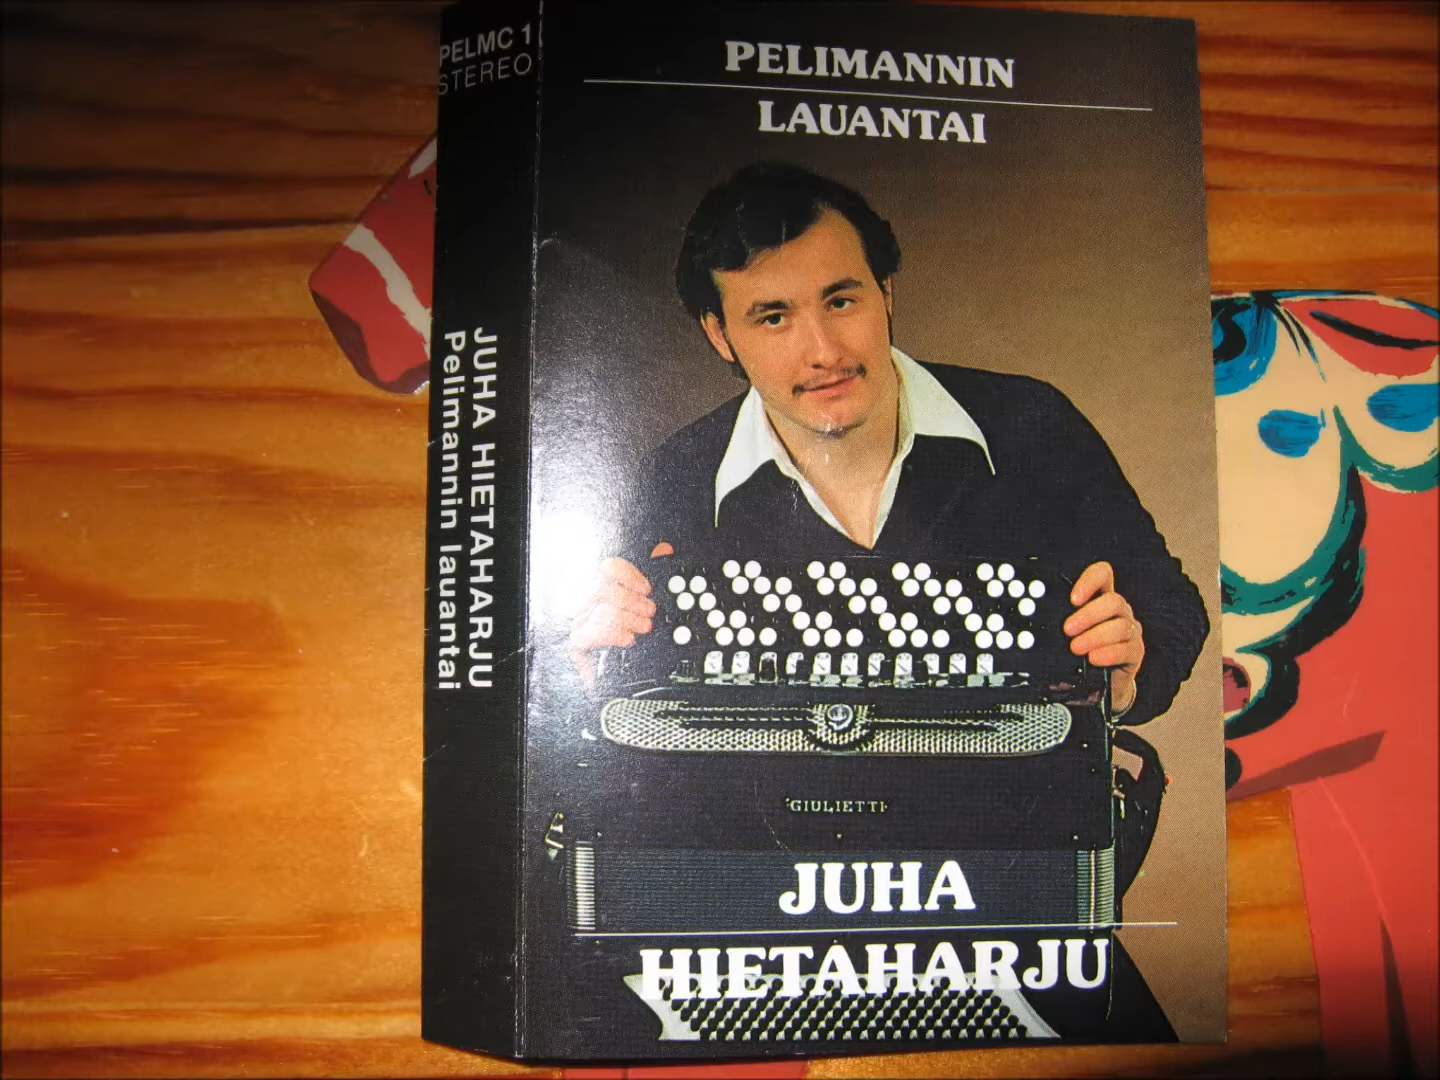 PELMC 1
STEREO
JUHA HIETAHARJU
Pelimannin lauantai
PELIMANNIN
LAUANTAI
GIULIETTI
JUHA
HIETAHARJU